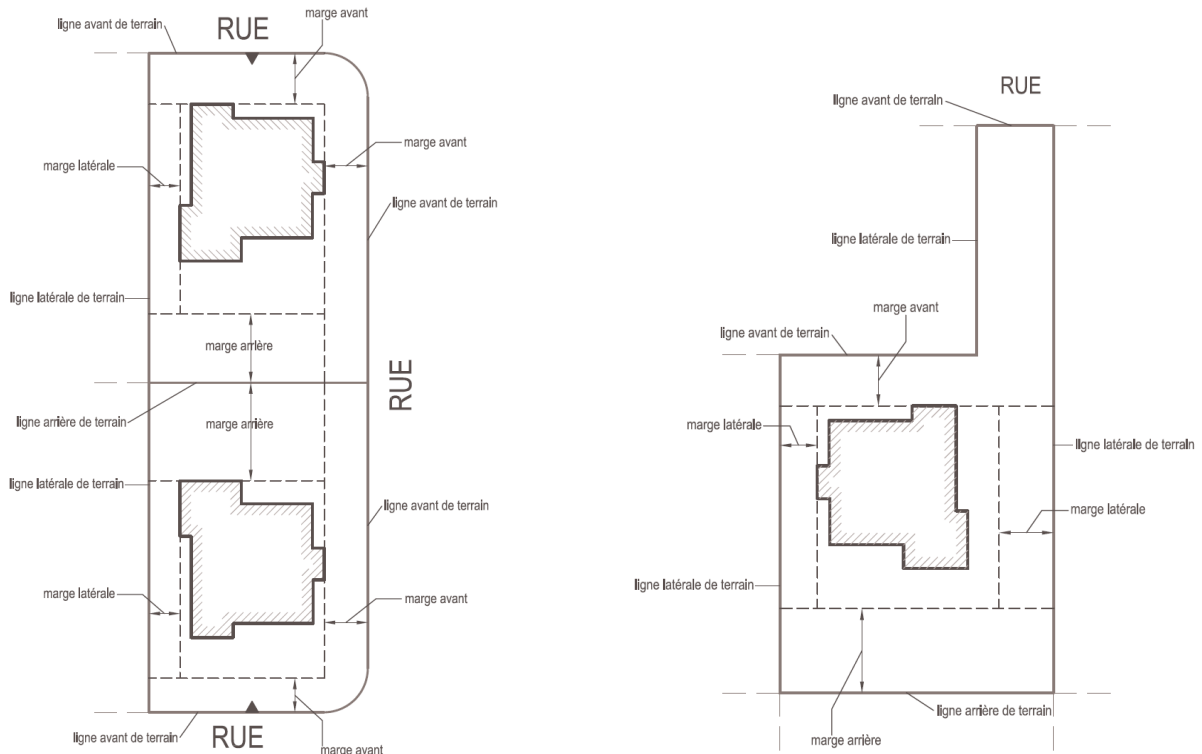 marge avant
ligne avant de terrain
RUE
marge avant
marge latérale
ligne avant de terrain
ligne latérale de terrain
marge arrière
RUE
ligne arrière de terrain
marge arrière
ligne latérale de terrain
ligne avant de terrain
marge latérale
marge avant
ligne avant de terrain
RUE
marge avant
RUE
ligne avant de terrain
ligne latérale de terrain
marge avant
ligne avant de terrain
marge latérale
ligne latérale de terrain
marge latérale
ligne latérale de terrain
ligne arrière de terrain
marge arrière